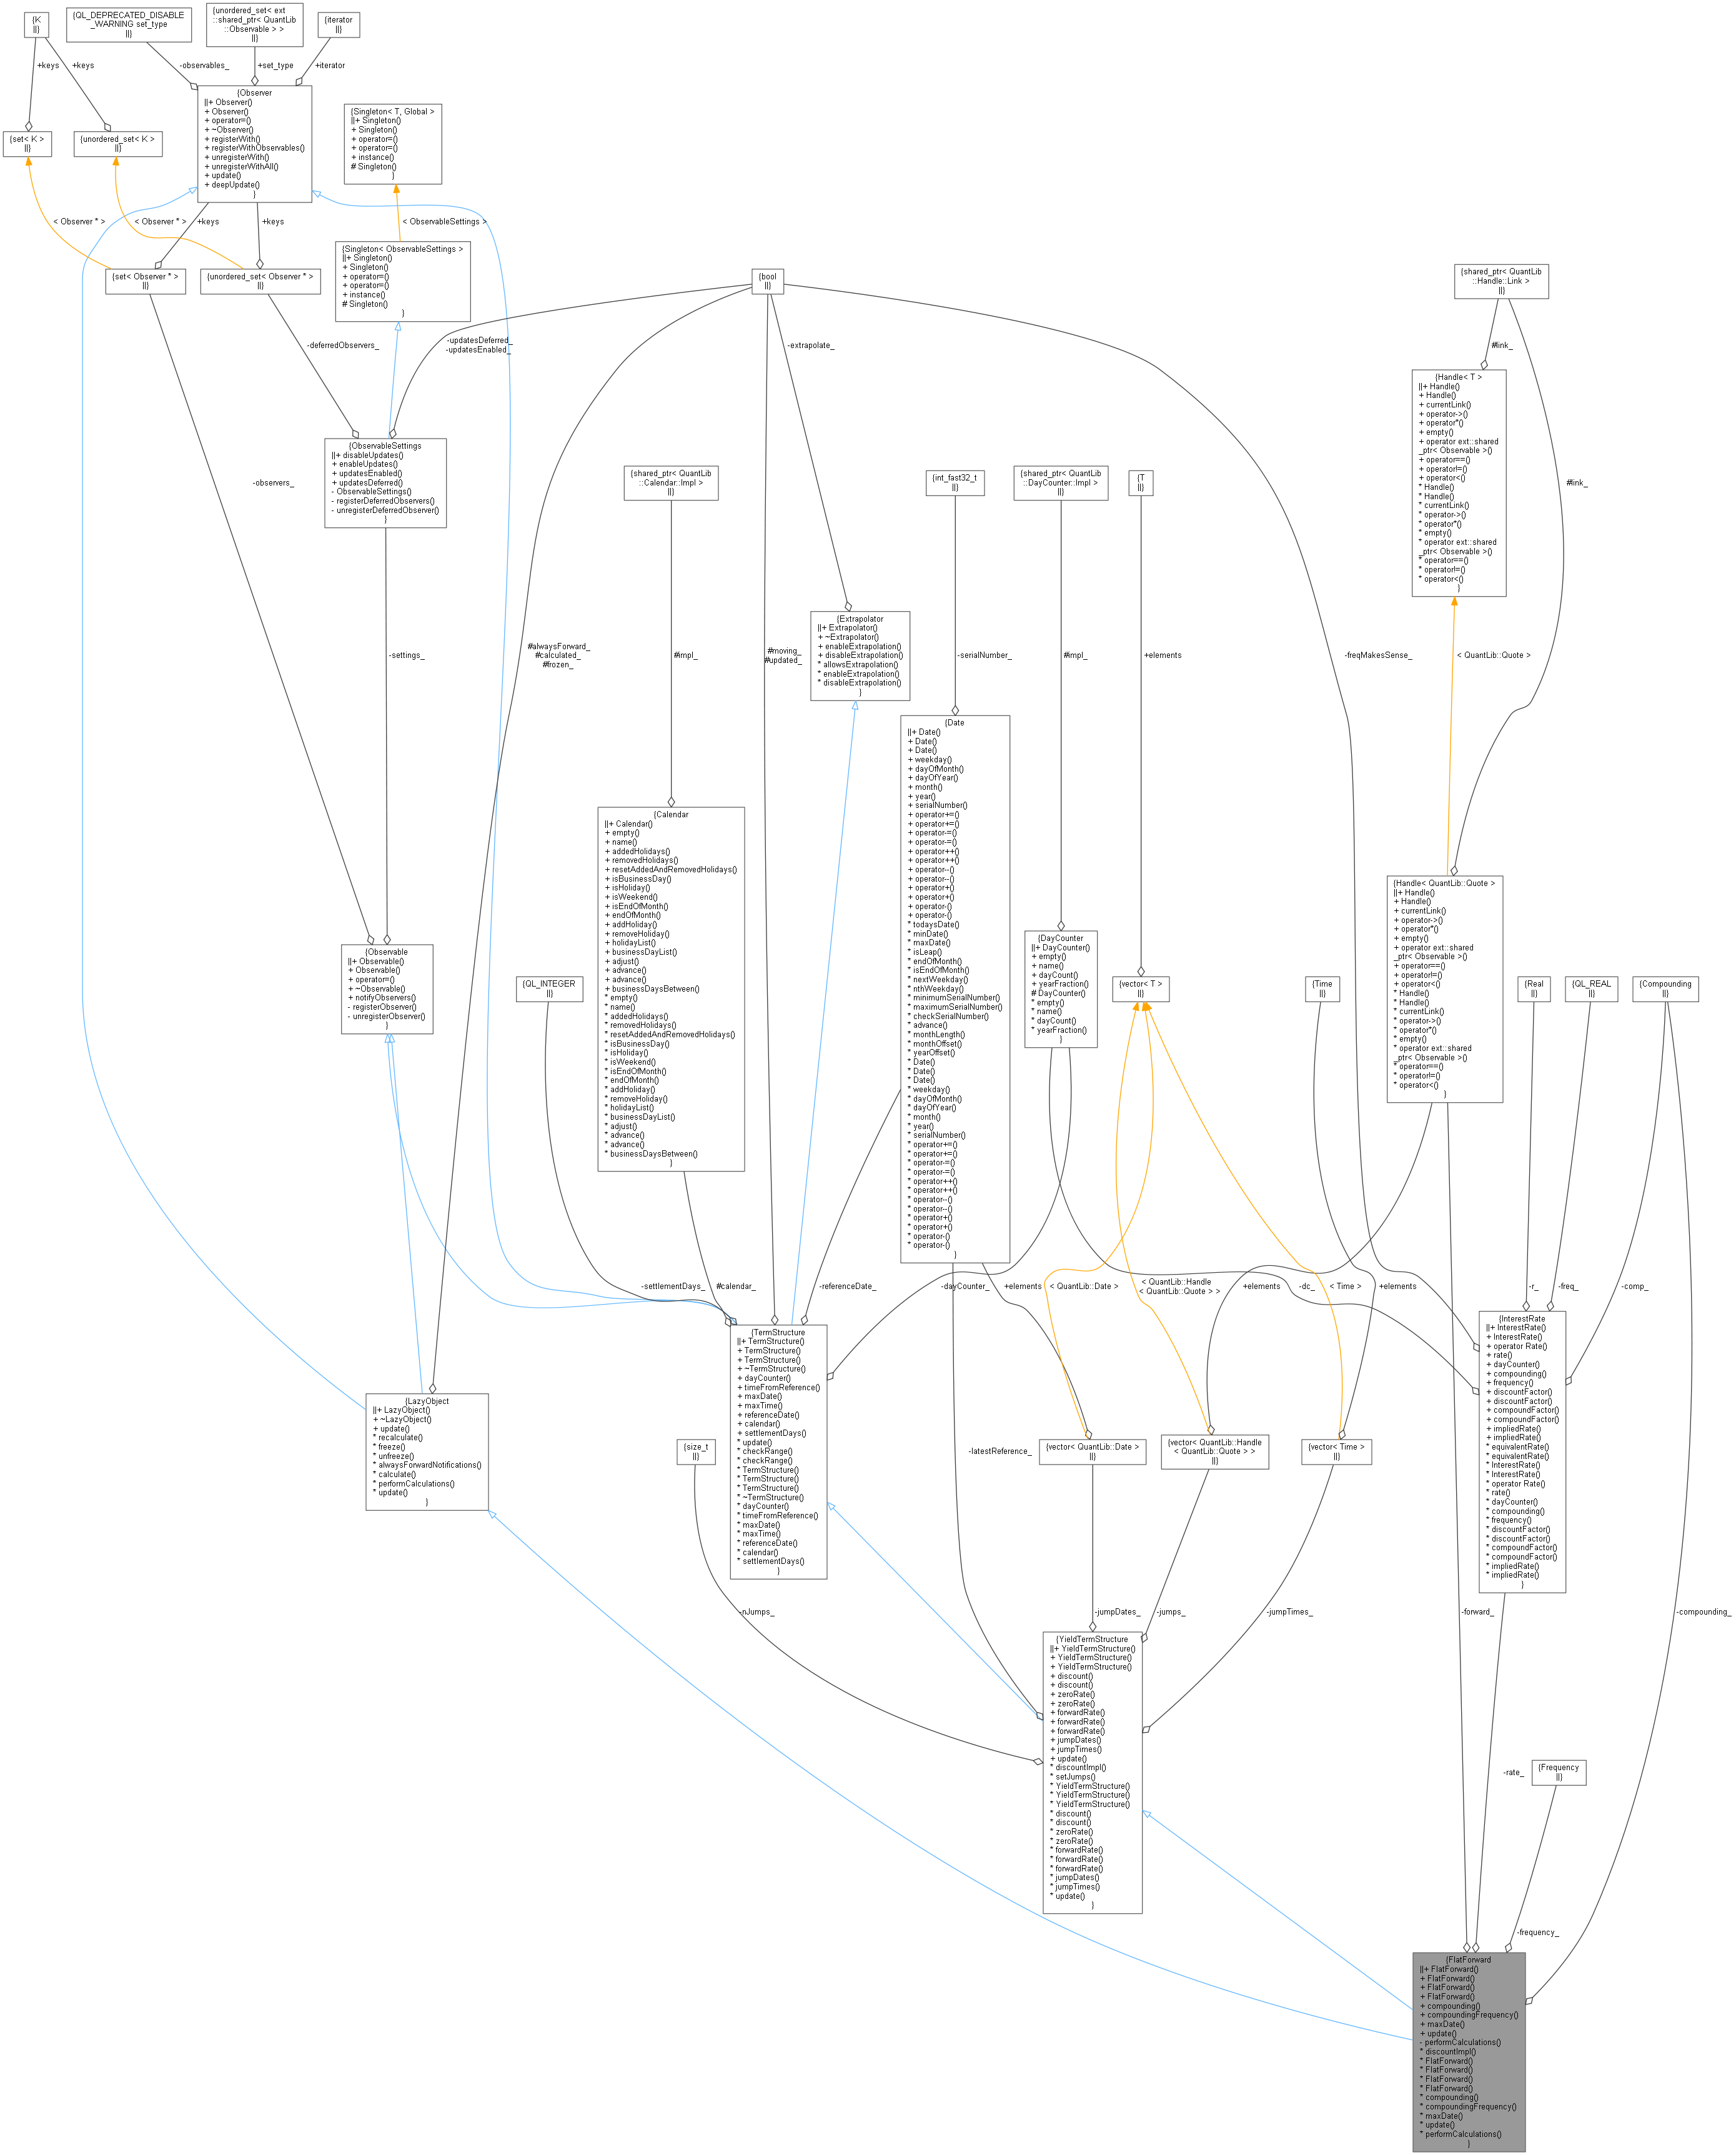 {K
||}
{QL_DEPRECATED_DISABLE
_WARNING set_type
||}
{unordered_set< ext
::shared_ptr< QuantLib
::Observable > >
||}
{iterator
||}
+keys
+keys
-observables_
+set_type
+iterator
{Observer
||+ Observer()
+ Observer()
+ operator=()
+ ~Observer()
+ registerWith()
+ registerWithObservables()
+ unregisterWith()
+ unregisterWithAll()
+ update()
+ deepUpdate()
}
{set< K >
||}
{unordered_set< K >
||}
{Singleton< T, Global >
||+ Singleton()
+ Singleton()
+ operator=()
+ operator=()
+ instance()
# Singleton()
}
< Observer * >
< Observer * >
+keys
+keys
< ObservableSettings >
{set< Observer * >
||}
{unordered_set< Observer * >
||}
{Singleton< ObservableSettings >
||+ Singleton()
+ Singleton()
+ operator=()
+ operator=()
+ instance()
# Singleton()
}
{bool
||}
{shared_ptr< QuantLib
::Handle::Link >
||}
-deferredObservers_
-updatesDeferred_
-updatesEnabled_
-extrapolate_
#link_
{Handle< T >
||+ Handle()
+ Handle()
+ currentLink()
+ operator->()
+ operator*()
+ empty()
+ operator ext::shared
_ptr< Observable >()
+ operator==()
+ operator!=()
+ operator<()
* Handle()
* Handle()
* currentLink()
* operator->()
* operator*()
* empty()
* operator ext::shared
_ptr< Observable >()
* operator==()
* operator!=()
* operator<()
}
{ObservableSettings
||+ disableUpdates()
+ enableUpdates()
+ updatesEnabled()
+ updatesDeferred()
- ObservableSettings()
- registerDeferredObservers()
- unregisterDeferredObserver()
}
-observers_
#link_
{shared_ptr< QuantLib
::Calendar::Impl >
||}
{int_fast32_t
||}
{shared_ptr< QuantLib
::DayCounter::Impl >
||}
{T
||}
-settings_
#alwaysForward_
#calculated_
#frozen_
#impl_
#moving_
#updated_
{Extrapolator
||+ Extrapolator()
+ ~Extrapolator()
+ enableExtrapolation()
+ disableExtrapolation()
* allowsExtrapolation()
* enableExtrapolation()
* disableExtrapolation()
}
-serialNumber_
#impl_
+elements
-freqMakesSense_
< QuantLib::Quote >
{Date
||+ Date()
+ Date()
+ Date()
+ weekday()
+ dayOfMonth()
+ dayOfYear()
+ month()
+ year()
+ serialNumber()
+ operator+=()
+ operator+=()
+ operator-=()
+ operator-=()
+ operator++()
+ operator++()
+ operator--()
+ operator--()
+ operator+()
+ operator+()
+ operator-()
+ operator-()
* todaysDate()
* minDate()
* maxDate()
* isLeap()
* endOfMonth()
* isEndOfMonth()
* nextWeekday()
* nthWeekday()
* minimumSerialNumber()
* maximumSerialNumber()
* checkSerialNumber()
* advance()
* monthLength()
* monthOffset()
* yearOffset()
* Date()
* Date()
* Date()
* weekday()
* dayOfMonth()
* dayOfYear()
* month()
* year()
* serialNumber()
* operator+=()
* operator+=()
* operator-=()
* operator-=()
* operator++()
* operator++()
* operator--()
* operator--()
* operator+()
* operator+()
* operator-()
* operator-()
}
{Calendar
||+ Calendar()
+ empty()
+ name()
+ addedHolidays()
+ removedHolidays()
+ resetAddedAndRemovedHolidays()
+ isBusinessDay()
+ isHoliday()
+ isWeekend()
+ isEndOfMonth()
+ endOfMonth()
+ addHoliday()
+ removeHoliday()
+ holidayList()
+ businessDayList()
+ adjust()
+ advance()
+ advance()
+ businessDaysBetween()
* empty()
* name()
* addedHolidays()
* removedHolidays()
* resetAddedAndRemovedHolidays()
* isBusinessDay()
* isHoliday()
* isWeekend()
* isEndOfMonth()
* endOfMonth()
* addHoliday()
* removeHoliday()
* holidayList()
* businessDayList()
* adjust()
* advance()
* advance()
* businessDaysBetween()
}
{Handle< QuantLib::Quote >
||+ Handle()
+ Handle()
+ currentLink()
+ operator->()
+ operator*()
+ empty()
+ operator ext::shared
_ptr< Observable >()
+ operator==()
+ operator!=()
+ operator<()
* Handle()
* Handle()
* currentLink()
* operator->()
* operator*()
* empty()
* operator ext::shared
_ptr< Observable >()
* operator==()
* operator!=()
* operator<()
}
{DayCounter
||+ DayCounter()
+ empty()
+ name()
+ dayCount()
+ yearFraction()
# DayCounter()
* empty()
* name()
* dayCount()
* yearFraction()
}
{Observable
||+ Observable()
+ Observable()
+ operator=()
+ ~Observable()
+ notifyObservers()
- registerObserver()
- unregisterObserver()
}
{QL_INTEGER
||}
{vector< T >
||}
{Time
||}
{Real
||}
{QL_REAL
||}
{Compounding
||}
-settlementDays_
#calendar_
-referenceDate_
-dayCounter_
+elements
< QuantLib::Date >
< QuantLib::Handle
< QuantLib::Quote > >
+elements
-dc_
< Time >
+elements
-r_
-freq_
-comp_
{TermStructure
||+ TermStructure()
+ TermStructure()
+ TermStructure()
+ ~TermStructure()
+ dayCounter()
+ timeFromReference()
+ maxDate()
+ maxTime()
+ referenceDate()
+ calendar()
+ settlementDays()
* update()
* checkRange()
* checkRange()
* TermStructure()
* TermStructure()
* TermStructure()
* ~TermStructure()
* dayCounter()
* timeFromReference()
* maxDate()
* maxTime()
* referenceDate()
* calendar()
* settlementDays()
}
{InterestRate
||+ InterestRate()
+ InterestRate()
+ operator Rate()
+ rate()
+ dayCounter()
+ compounding()
+ frequency()
+ discountFactor()
+ discountFactor()
+ compoundFactor()
+ compoundFactor()
+ impliedRate()
+ impliedRate()
* equivalentRate()
* equivalentRate()
* InterestRate()
* InterestRate()
* operator Rate()
* rate()
* dayCounter()
* compounding()
* frequency()
* discountFactor()
* discountFactor()
* compoundFactor()
* compoundFactor()
* impliedRate()
* impliedRate()
}
{LazyObject
||+ LazyObject()
+ ~LazyObject()
+ update()
* recalculate()
* freeze()
* unfreeze()
* alwaysForwardNotifications()
* calculate()
* performCalculations()
* update()
}
{size_t
||}
-latestReference_
{vector< QuantLib::Date >
||}
{vector< QuantLib::Handle
< QuantLib::Quote > >
||}
{vector< Time >
||}
-nJumps_
-jumpDates_
-jumps_
-jumpTimes_
-forward_
-compounding_
{YieldTermStructure
||+ YieldTermStructure()
+ YieldTermStructure()
+ YieldTermStructure()
+ discount()
+ discount()
+ zeroRate()
+ zeroRate()
+ forwardRate()
+ forwardRate()
+ forwardRate()
+ jumpDates()
+ jumpTimes()
+ update()
* discountImpl()
* setJumps()
* YieldTermStructure()
* YieldTermStructure()
* YieldTermStructure()
* discount()
* discount()
* zeroRate()
* zeroRate()
* forwardRate()
* forwardRate()
* forwardRate()
* jumpDates()
* jumpTimes()
* update()
}
-rate_
{Frequency
||}
-frequency_
{FlatForward
||+ FlatForward()
+ FlatForward()
+ FlatForward()
+ FlatForward()
+ compounding()
+ compoundingFrequency()
+ maxDate()
+ update()
- performCalculations()
* discountImpl()
* FlatForward()
* FlatForward()
* FlatForward()
* FlatForward()
* compounding()
* compoundingFrequency()
* maxDate()
* update()
* performCalculations()
}